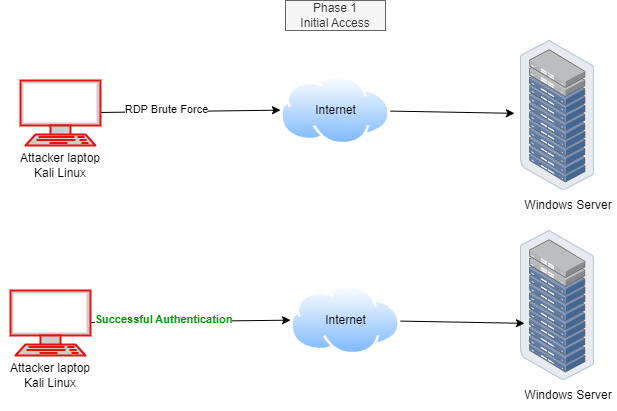 Phase 1
Initial Access
RDP Brute Force
Internet
Attacker laptop
Kali Linux
Windows Server
Successful Authentication
Internet
Attacker laptop
Kali Linux
Windows Server